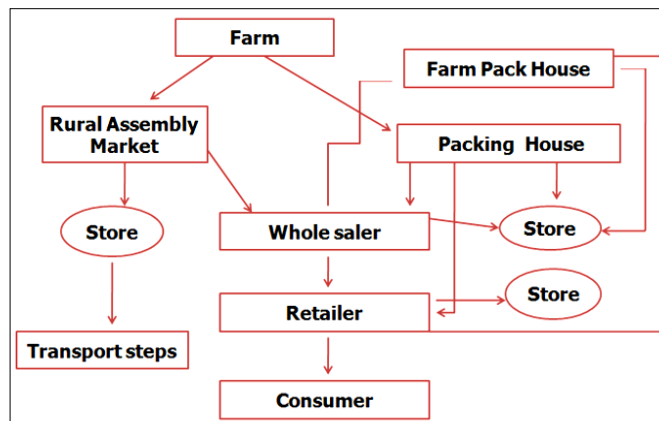 Farm
Farm Pack House
Rural Assembly
Market
Packing House
Store
Whole saler
Store
Store
Retailer
Transport steps
Consumer